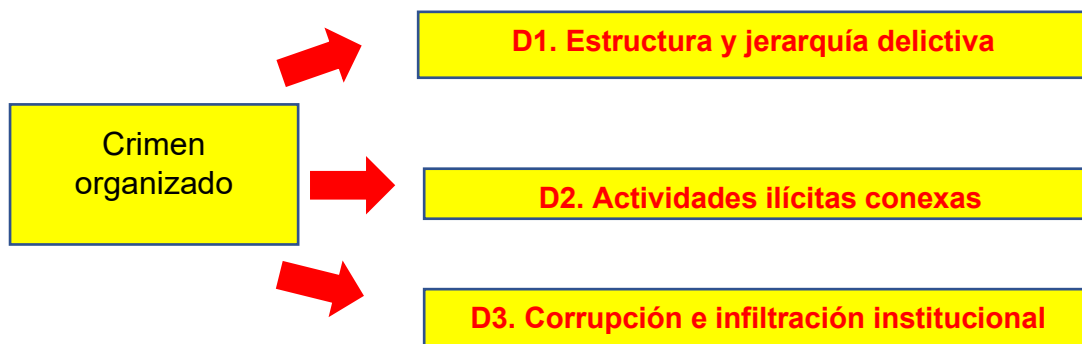 D1. Estructura y jerarquía delictiva
Crimen
organizado
D2. Actividades ilícitas conexas
D3. Corrupción e infiltración institucional